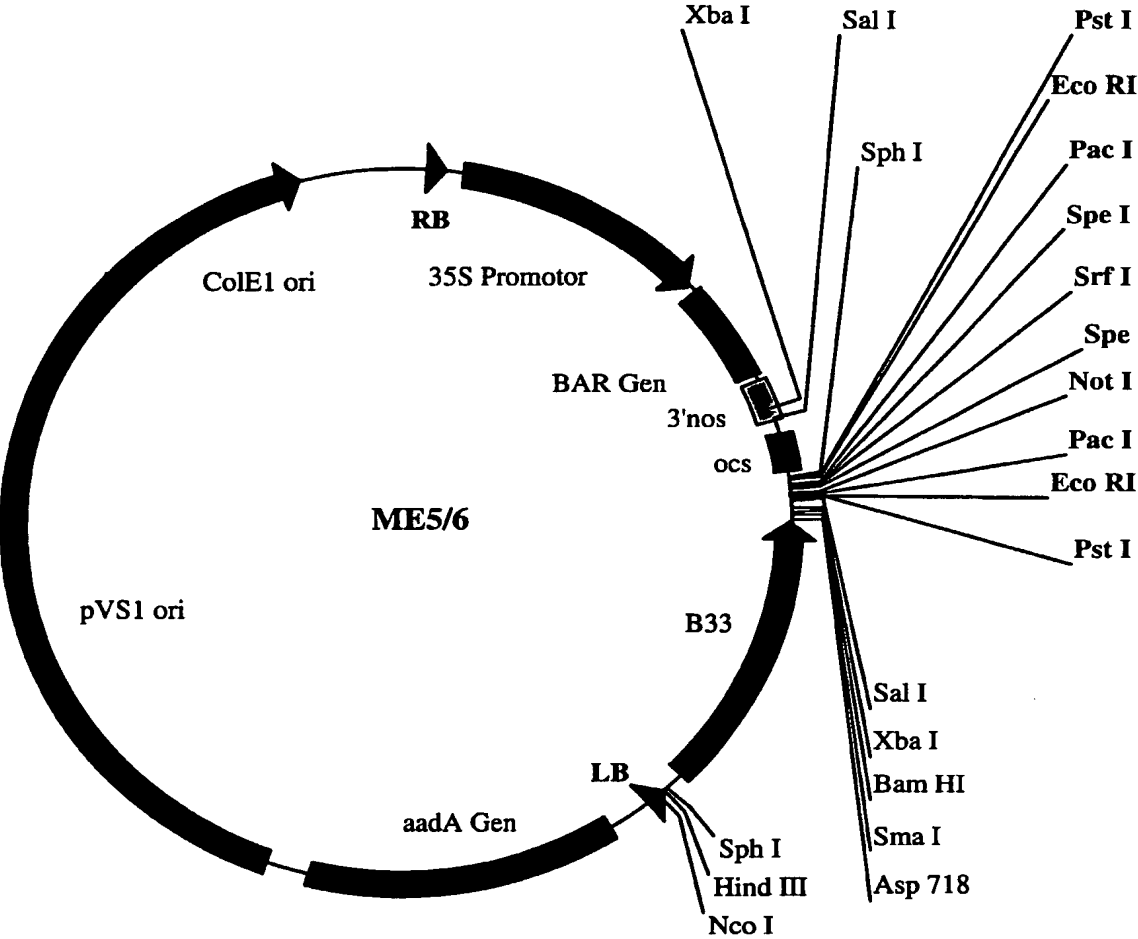 Xba I
Sal I
Pst I
Eco RI
Sph I
Pac I
Spe I
RB
ColE1 ori
35S Promotor
Srf I
Spe
BAR Gen
Not I
3'nos
Pac I
ocs
Eco RI
ME5/6
Pst I
pVS1 ori
B33
Sal I
Xba I
LB
Bam HI
aadA Gen
Sma I
Sph I
Hind III
Asp 718
Nco I